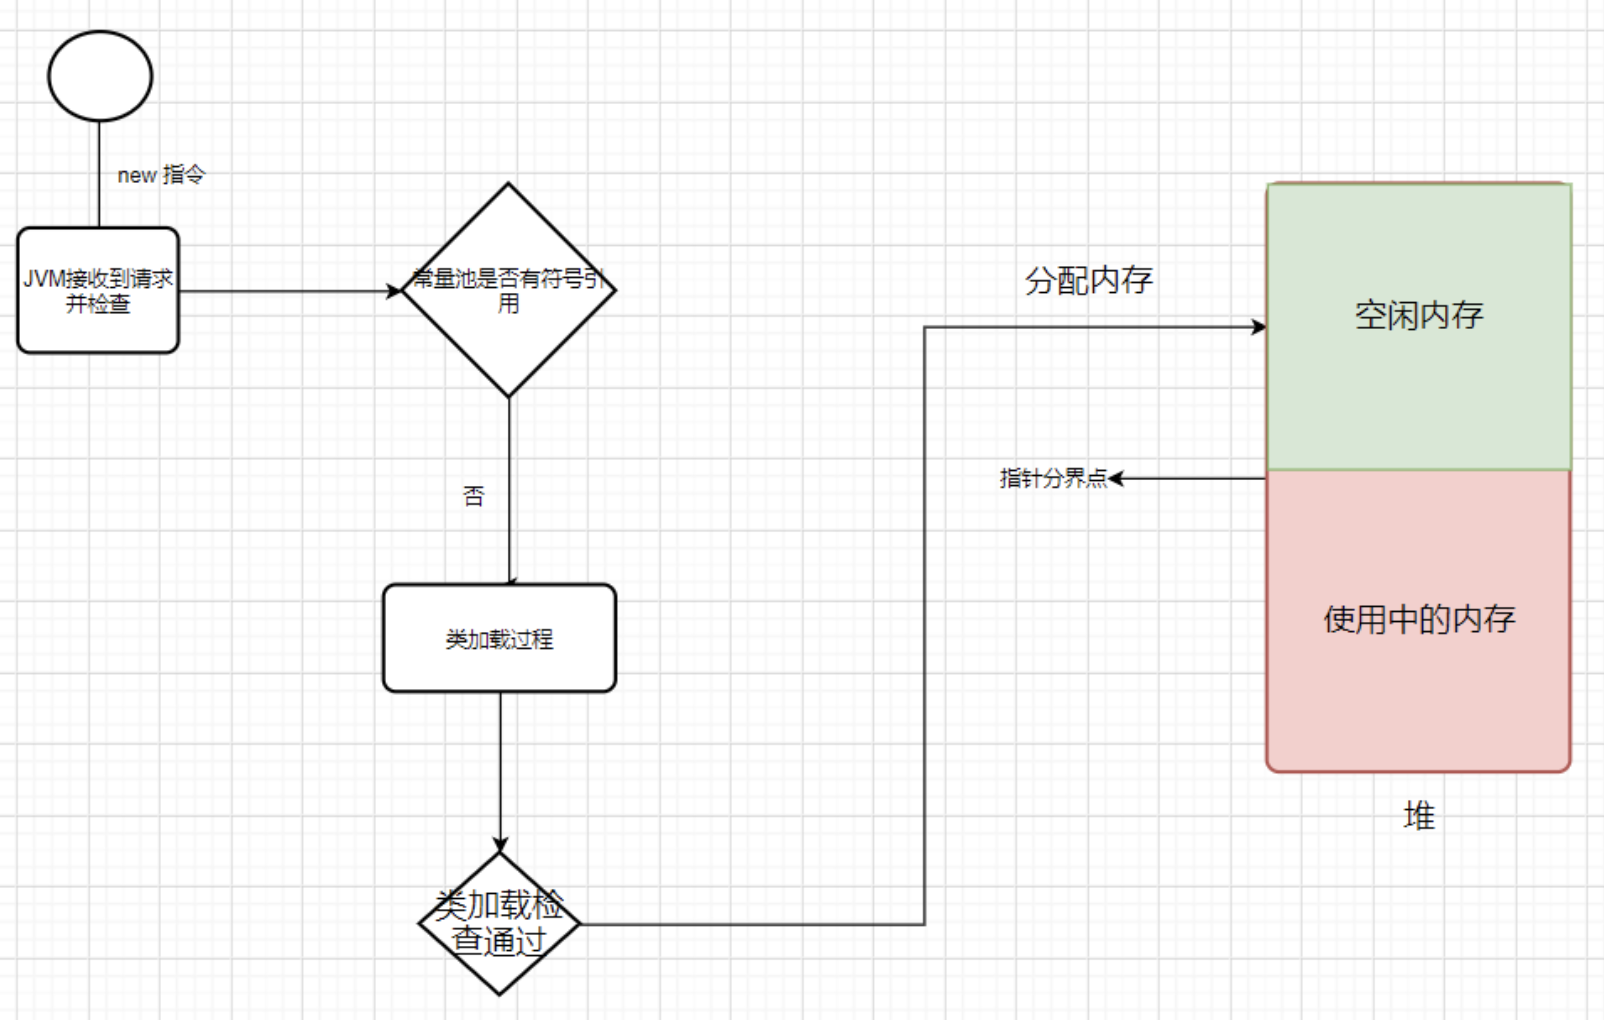 new 指令
JVM接收到请求
并检查
常量池是否有符号引
用
否
类加载过程
类加载检
查通过
分配内存
空闲内存
指针分界点
使用中的内存
堆